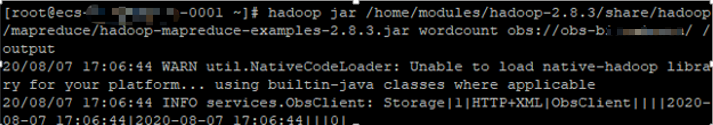 [root@ecs- -0001 ~]# hadoop jar /home/modules/hadoop-2.8.3/share/hadoop
/mapreduce/hadoop-mapreduce-examples-2.8.3.jar wordcount obs://obs-b / /
output
20/08/07 17:06:44 WARN util.NativeCodeLoader: Unable to load native-hadoop libra
ry for your platform... using builtin-java classes where applicable
20/08/07 17:06:44 INFO services.ObsClient: Storage|1|HTTP+XML|ObsClient||||2020-
08-07 17:06:44|2020-08-07 17:06:44|||0|